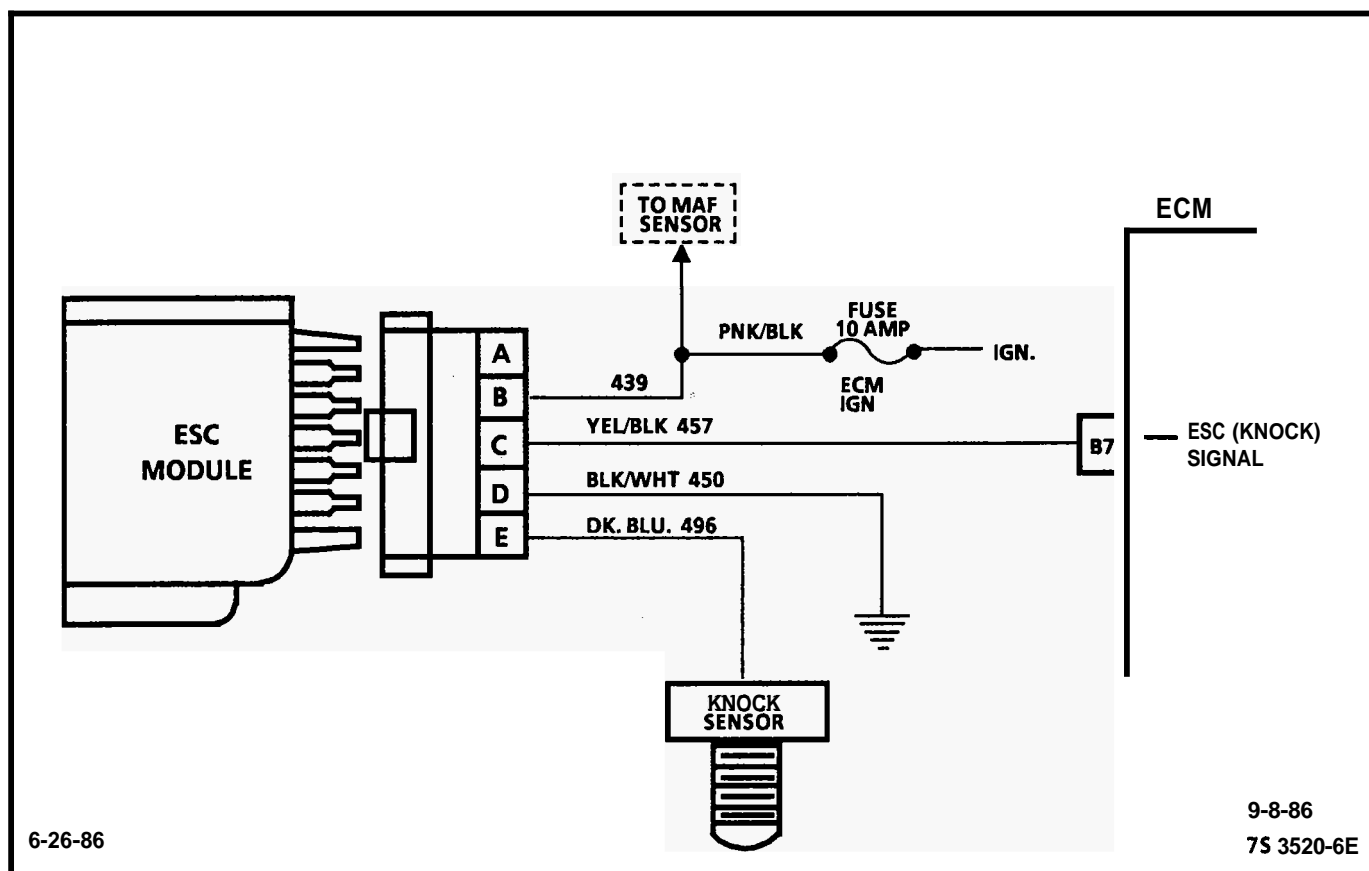 TO MAF
SENSOR
ECM
FUSE
10 AMP
PNK/BLK
IGN.
ECM
IGN
A
B
C
D
E
439
YEL/BLK 457
BLK/WHT 450
DK. BLU. 496
B7
ESC (KNOCK)
SIGNAL
ESC
MODULE
KNOCK
SENSOR
6-26-86
9-8-86
7S 3520-6E